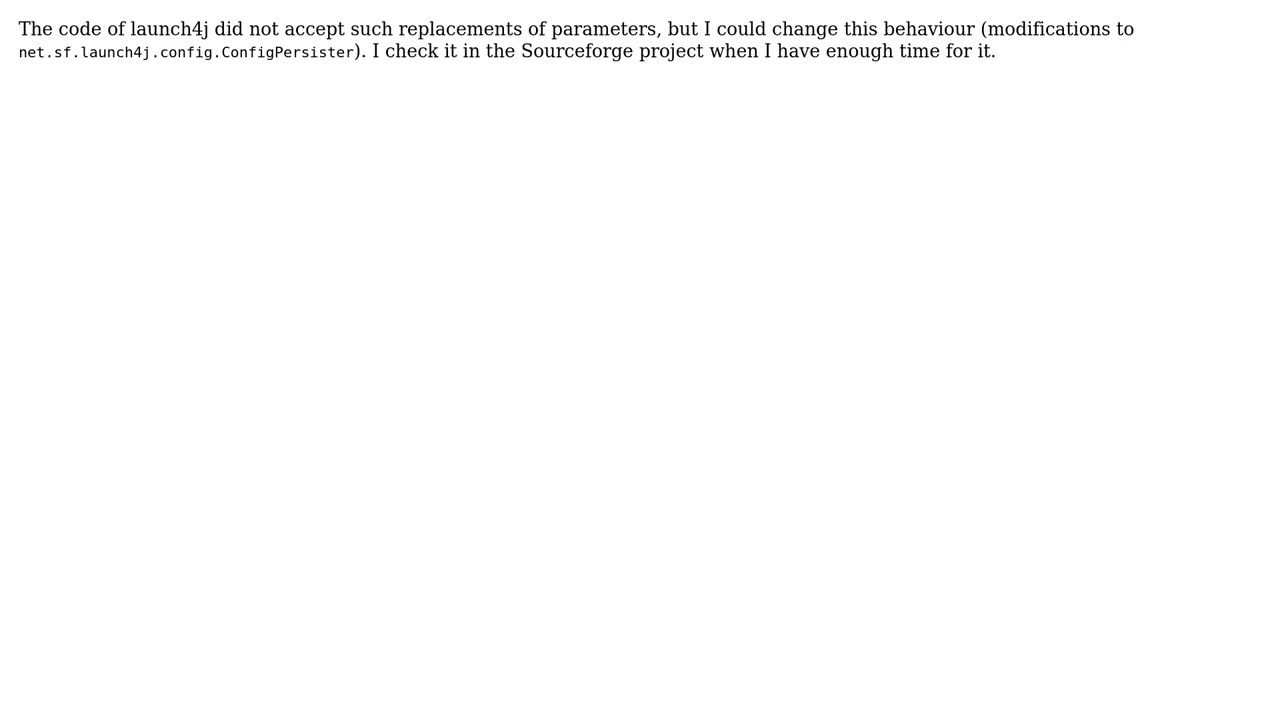 The code of launch4j did not accept such replacements of parameters, but I could change this behaviour (modifications to
net.sf.launch4j.config.ConfigPersister). I check it in the Sourceforge project when I have enough time for it.